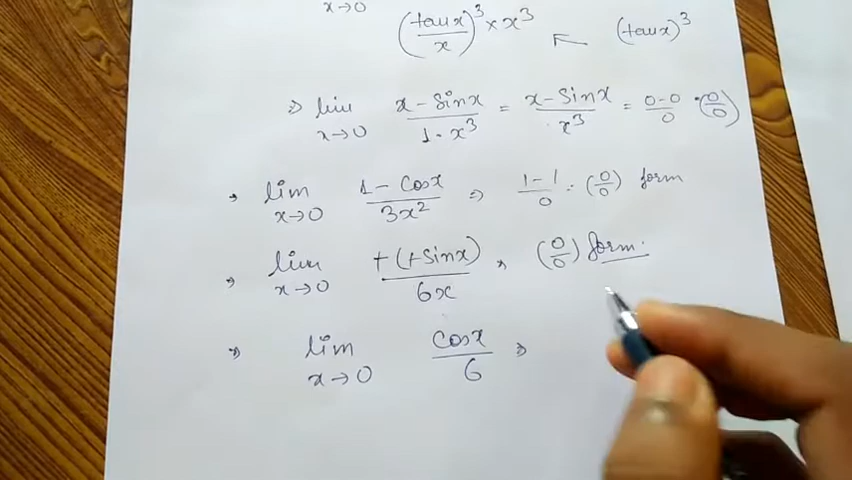 x→0
(tanx/x)³ × x³ ← (tanx)³
⇒ lim x→0 x - Sinx / 1 · x³ = x - Sinx / x³ = 0-0/0 · (0/0)
→ lim x→0 1 - Cosx / 3x² ⇒ 1-1/0 = (0/0) form
⇒ lim x→0 +(+Sinx) / 6x, (0/0) form.
⇒ lim x→0 Cosx / 6 ⇒